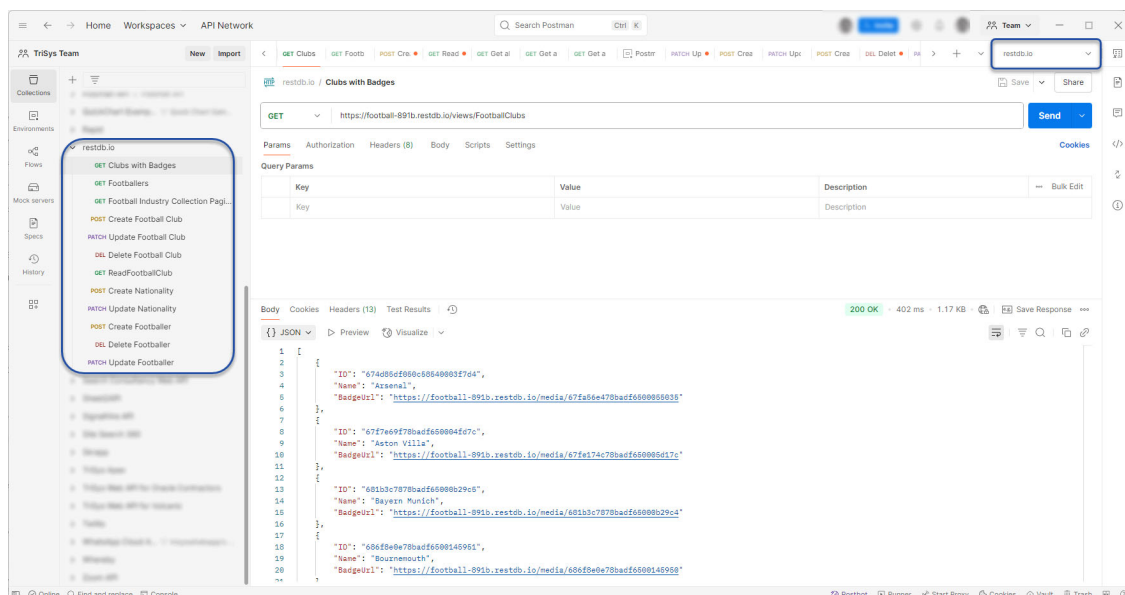 Home Workspaces API Network
Search Postman Ctrl K
Team
TriSys Team New Import
GET Clubs GET Footb POST Cre: GET Read GET Get al GET Get a GET Get a Postm PATCH Up POST Crea PATCH Upc POST Crea DEL Delet
restdb.io
Collections
Environments
Flows
Mock servers
Specs
History
restdb.io
GET Clubs with Badges
GET Footballers
GET Football Industry Collection Pagi...
POST Create Football Club
PATCH Update Football Club
DEL Delete Football Club
GET ReadFootballClub
POST Create Nationality
PATCH Update Nationality
POST Create Footballer
DEL Delete Footballer
PATCH Update Footballer
restdb.io / Clubs with Badges
Save Share
GET https://football-891b.restdb.io/views/FootballClubs Send
Params Authorization Headers (8) Body Scripts Settings Cookies
Query Params
Key Value Description Bulk Edit
Key Value Description
Body Cookies Headers (13) Test Results
200 OK 402 ms 1.17 KB Save Response
{} JSON Preview Visualize
1 [
2 {
3 "ID": "674d85df050c58540003f7d4",
4 "Name": "Arsenal",
5 "BadgeUrl": "https://football-891b.restdb.io/media/67fa56e478badf6500055035"
6 },
7 {
8 "ID": "67f7e69f78badf650004fd7c",
9 "Name": "Aston Villa",
10 "BadgeUrl": "https://football-891b.restdb.io/media/67fe174c78badf650005d17c"
11 },
12 {
13 "ID": "681b3c7878badf65000b29c5",
14 "Name": "Bayern Munich",
15 "BadgeUrl": "https://football-891b.restdb.io/media/681b3c7878badf65000b29c4"
16 },
17 {
18 "ID": "686f8e0e78badf6500145951",
19 "Name": "Bournemouth",
20 "BadgeUrl": "https://football-891b.restdb.io/media/686f8e0e78badf6500145950"
Online Find and replace Console
Postbot Runner Start Proxy Cookies Vault Trash